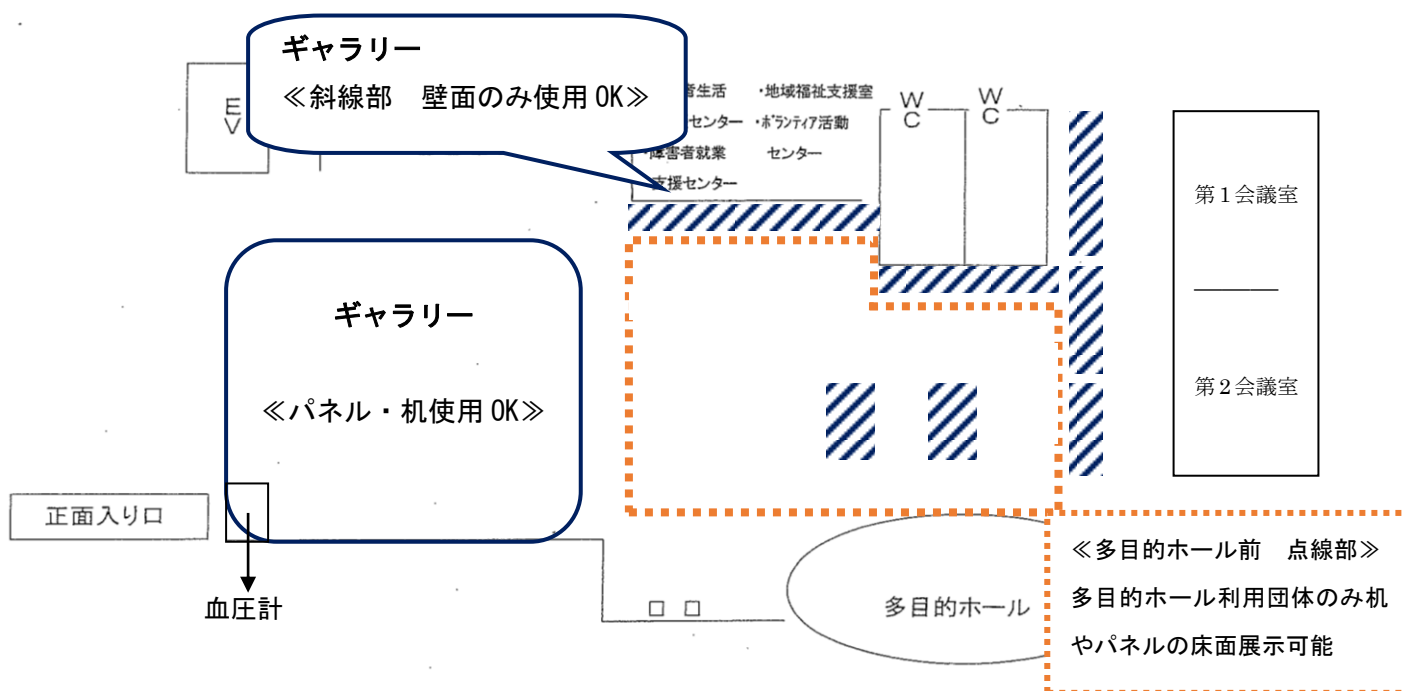 ギャラリー
≪斜線部　壁面のみ使用 OK≫
EV
者生活　・地域福祉支援室
センター　・ボランティア活動
・障害者就業　センター
支援センター
WC
WC
第１会議室
第２会議室
ギャラリー
≪パネル・机使用 OK≫
正面入り口
血圧計
多目的ホール
≪多目的ホール前　点線部≫
多目的ホール利用団体のみ机
やパネルの床面展示可能